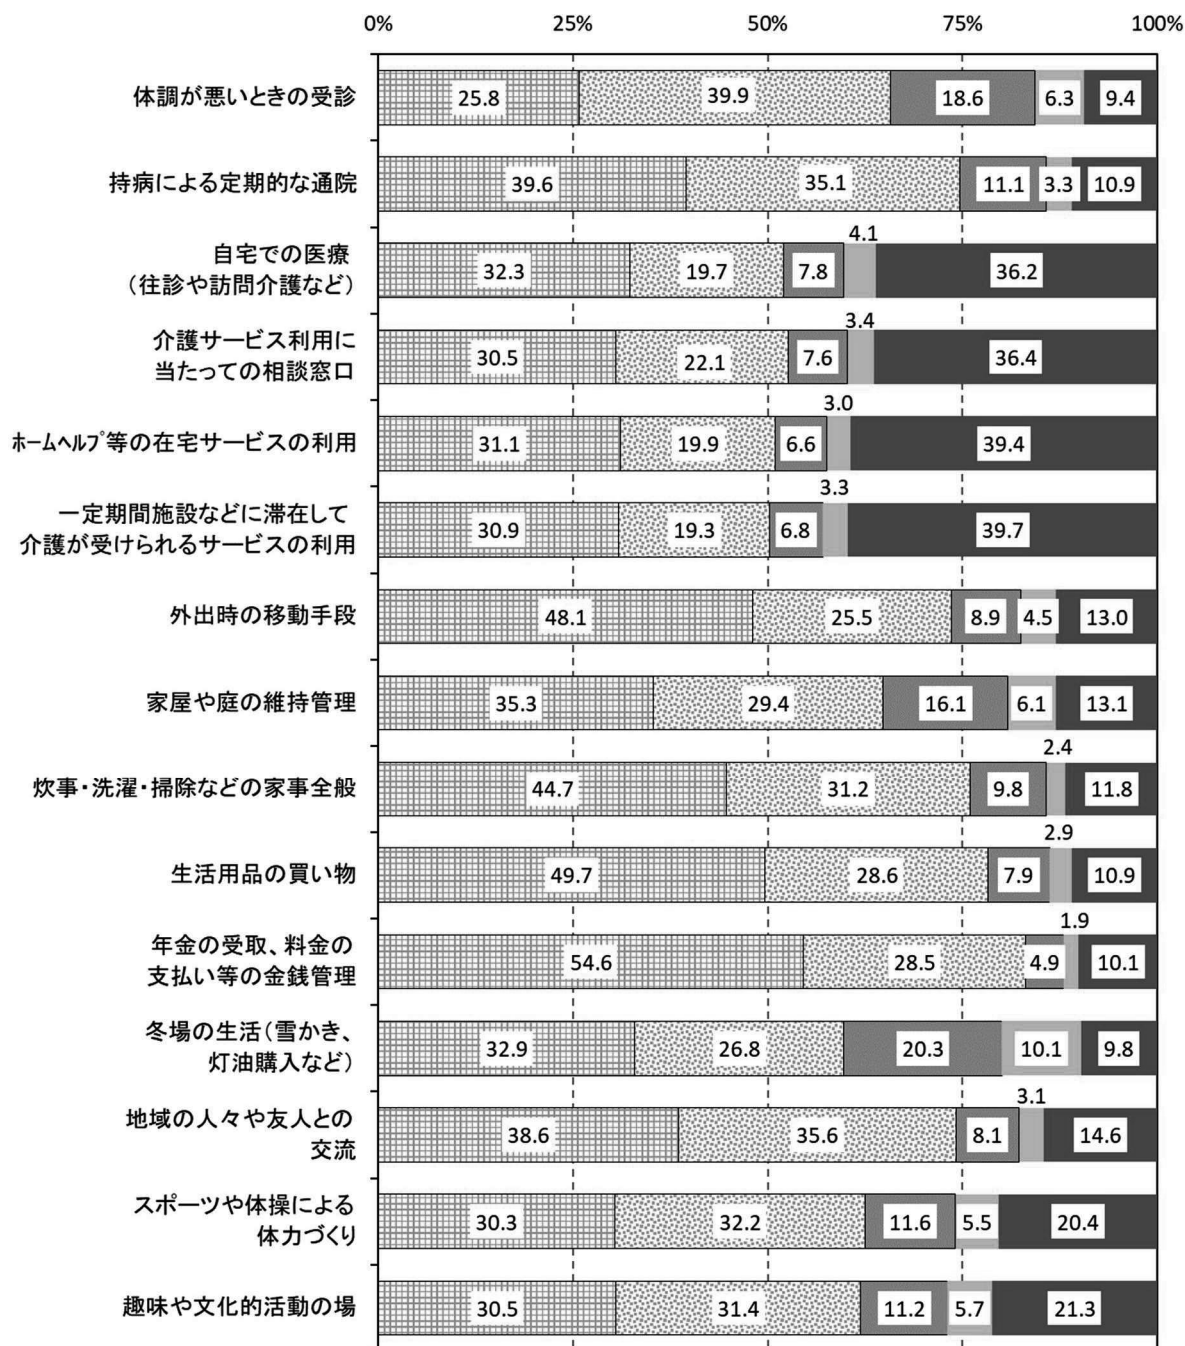 0% 25% 50% 75% 100%
体調が悪いときの受診 25.8 39.9 18.6 6.3 9.4
持病による定期的な通院 39.6 35.1 11.1 3.3 10.9
自宅での医療
（往診や訪問介護など） 32.3 19.7 7.8 4.1 36.2
介護サービス利用に
当たっての相談窓口 30.5 22.1 7.6 3.4 36.4
ﾎｰﾑﾍﾙﾌﾟ等の在宅サービスの利用 31.1 19.9 6.6 3.0 39.4
一定期間施設などに滞在して
介護が受けられるサービスの利用 30.9 19.3 6.8 3.3 39.7
外出時の移動手段 48.1 25.5 8.9 4.5 13.0
家屋や庭の維持管理 35.3 29.4 16.1 6.1 13.1
炊事・洗濯・掃除などの家事全般 44.7 31.2 9.8 2.4 11.8
生活用品の買い物 49.7 28.6 7.9 2.9 10.9
年金の受取、料金の
支払い等の金銭管理 54.6 28.5 4.9 1.9 10.1
冬場の生活（雪かき、
灯油購入など） 32.9 26.8 20.3 10.1 9.8
地域の人々や友人との
交流 38.6 35.6 8.1 3.1 14.6
スポーツや体操による
体力づくり 30.3 32.2 11.6 5.5 20.4
趣味や文化的活動の場 30.5 31.4 11.2 5.7 21.3